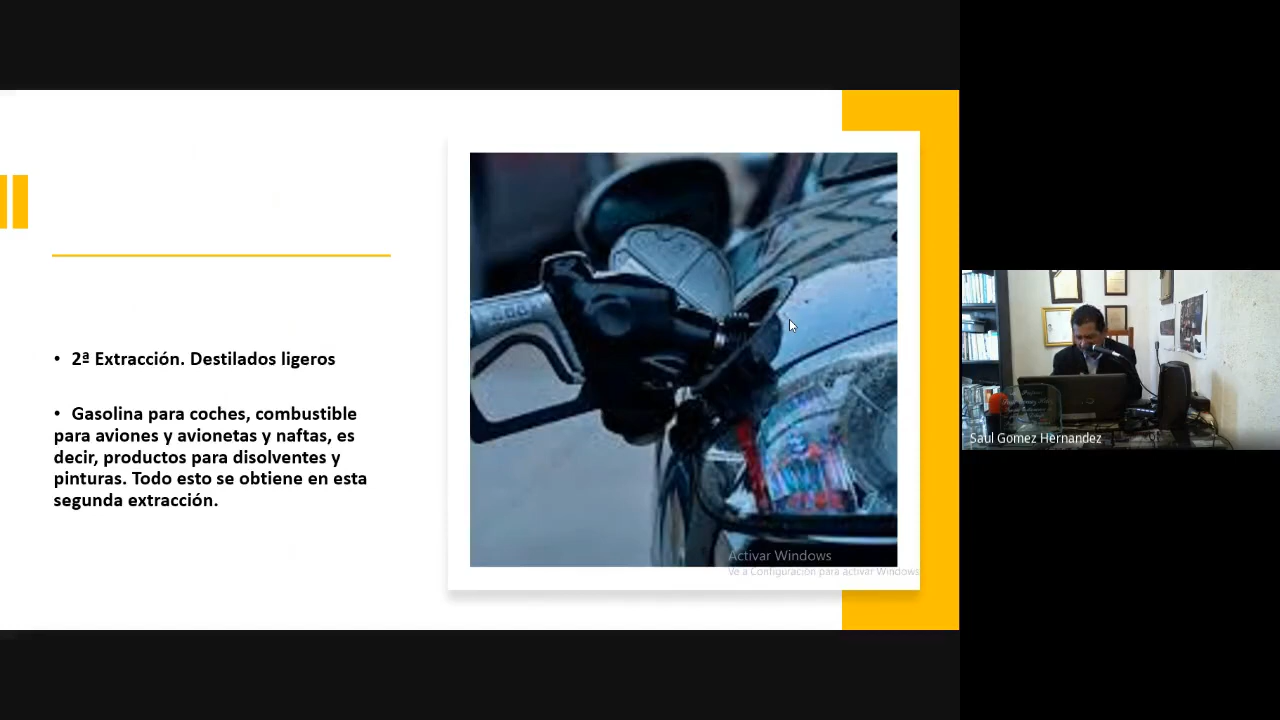 • 2ª Extracción. Destilados ligeros
• Gasolina para coches, combustible
para aviones y avionetas y naftas, es
decir, productos para disolventes y
pinturas. Todo esto se obtiene en esta
segunda extracción.
Activar Windows
Ve a Configuración para activar Windows
Saul Gomez Hernandez